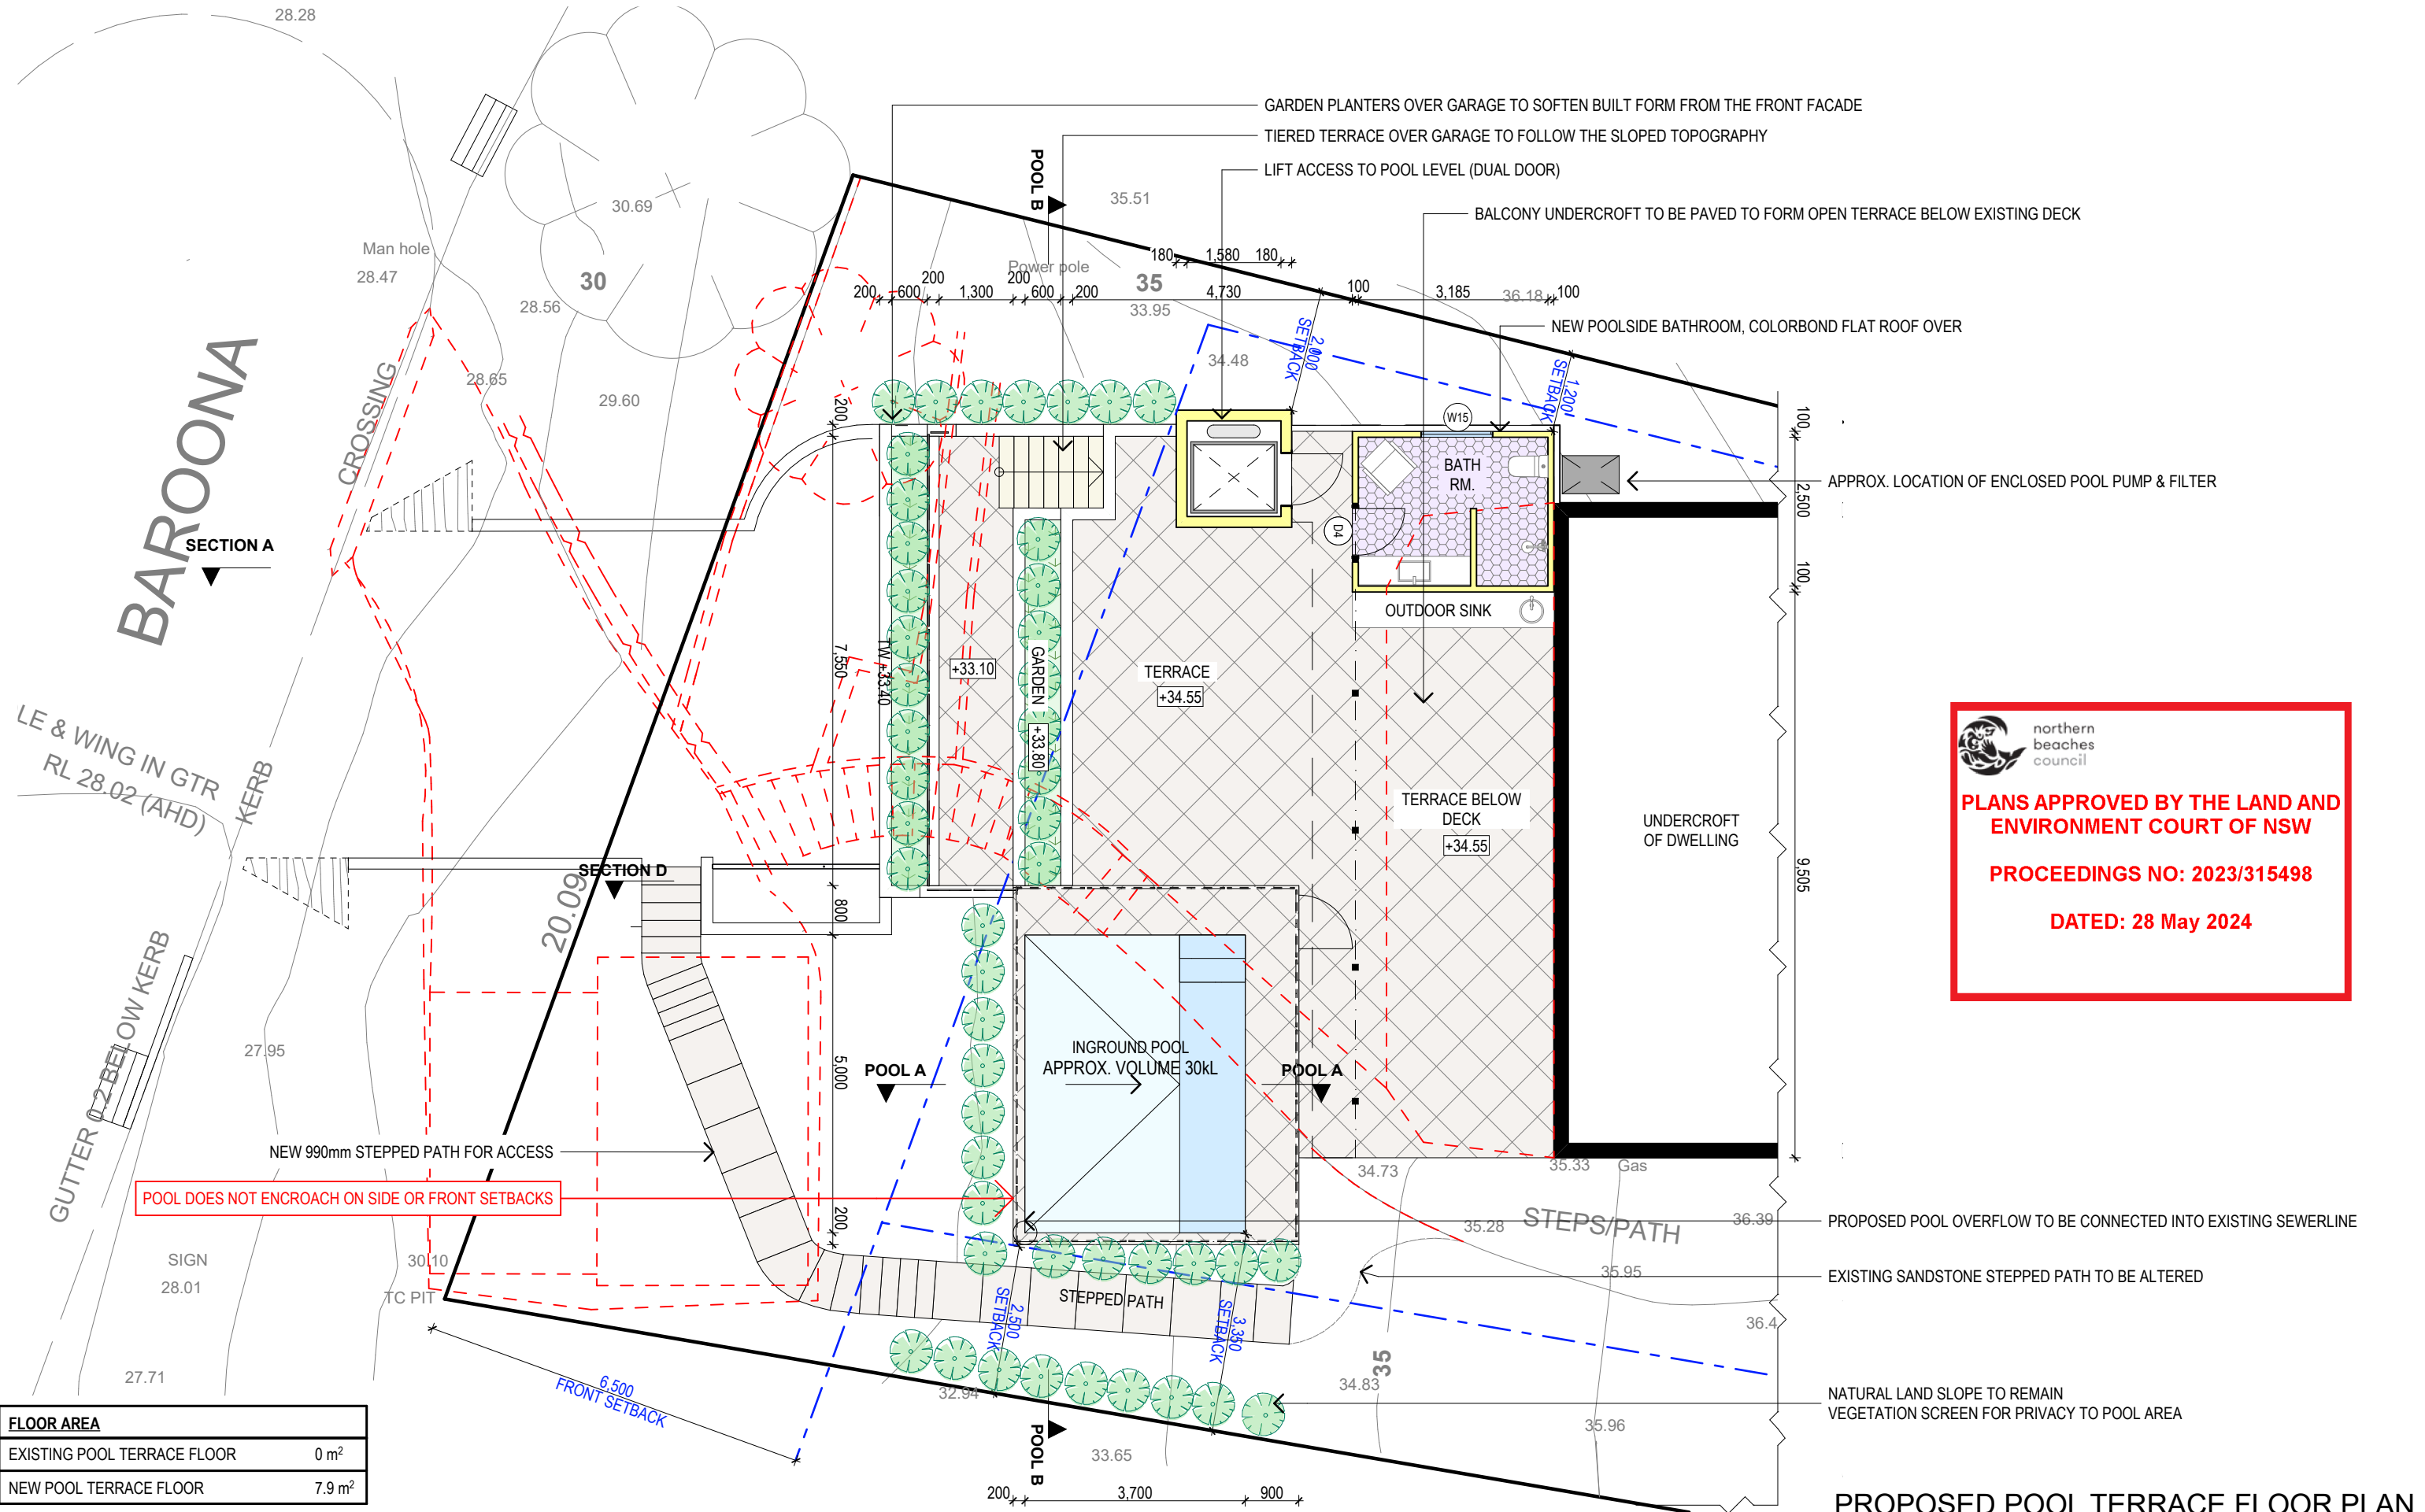 28.28
GARDEN PLANTERS OVER GARAGE TO SOFTEN BUILT FORM FROM THE FRONT FACADE
TIERED TERRACE OVER GARAGE TO FOLLOW THE SLOPED TOPOGRAPHY
LIFT ACCESS TO POOL LEVEL (DUAL DOOR)
POOL B
35.51
30.69
BALCONY UNDERCROFT TO BE PAVED TO FORM OPEN TERRACE BELOW EXISTING DECK
Man hole
28.47
30
28.56
180 1,580 180
Power pole
35
33.95
200 600 200 1,300 200 600 200 4,730 100 3,185 100
36.18
NEW POOLSIDE BATHROOM, COLORBOND FLAT ROOF OVER
2,000
SETBACK
34.48
1,200
SETBACK
28.65
29.60
BAROONA
CROSSING
200
W15
100
BATH
RM.
APPROX. LOCATION OF ENCLOSED POOL PUMP & FILTER
2,500
SECTION A
D4
100
OUTDOOR SINK
7,550
TW +33.40
+33.10
GARDEN
+33.80
TERRACE
+34.55
LE & WING IN GTR
RL 28.02 (AHD)
KERB
TERRACE BELOW
DECK
+34.55
UNDERCROFT
OF DWELLING
northern
beaches
council
PLANS APPROVED BY THE LAND AND
ENVIRONMENT COURT OF NSW
PROCEEDINGS NO: 2023/315498
DATED: 28 May 2024
9,505
SECTION D
20.09
800
GUTTER 0.2 BELOW KERB
27.95
5,000
INGROUND POOL
APPROX. VOLUME 30kL
POOL A
POOL A
NEW 990mm STEPPED PATH FOR ACCESS
POOL DOES NOT ENCROACH ON SIDE OR FRONT SETBACKS
200
34.73
35.33
Gas
STEPS/PATH
35.28
36.39
PROPOSED POOL OVERFLOW TO BE CONNECTED INTO EXISTING SEWERLINE
SIGN
28.01
30.10
TC PIT
35.95
EXISTING SANDSTONE STEPPED PATH TO BE ALTERED
STEPPED PATH
2,500
SETBACK
3,350
SETBACK
36.4
35
27.71
6,500
FRONT SETBACK
32.94
34.83
NATURAL LAND SLOPE TO REMAIN
VEGETATION SCREEN FOR PRIVACY TO POOL AREA
35.96
FLOOR AREA
EXISTING POOL TERRACE FLOOR 0 m²
NEW POOL TERRACE FLOOR 7.9 m²
POOL B
33.65
200 3,700 900
PROPOSED POOL TERRACE FLOOR PLAN